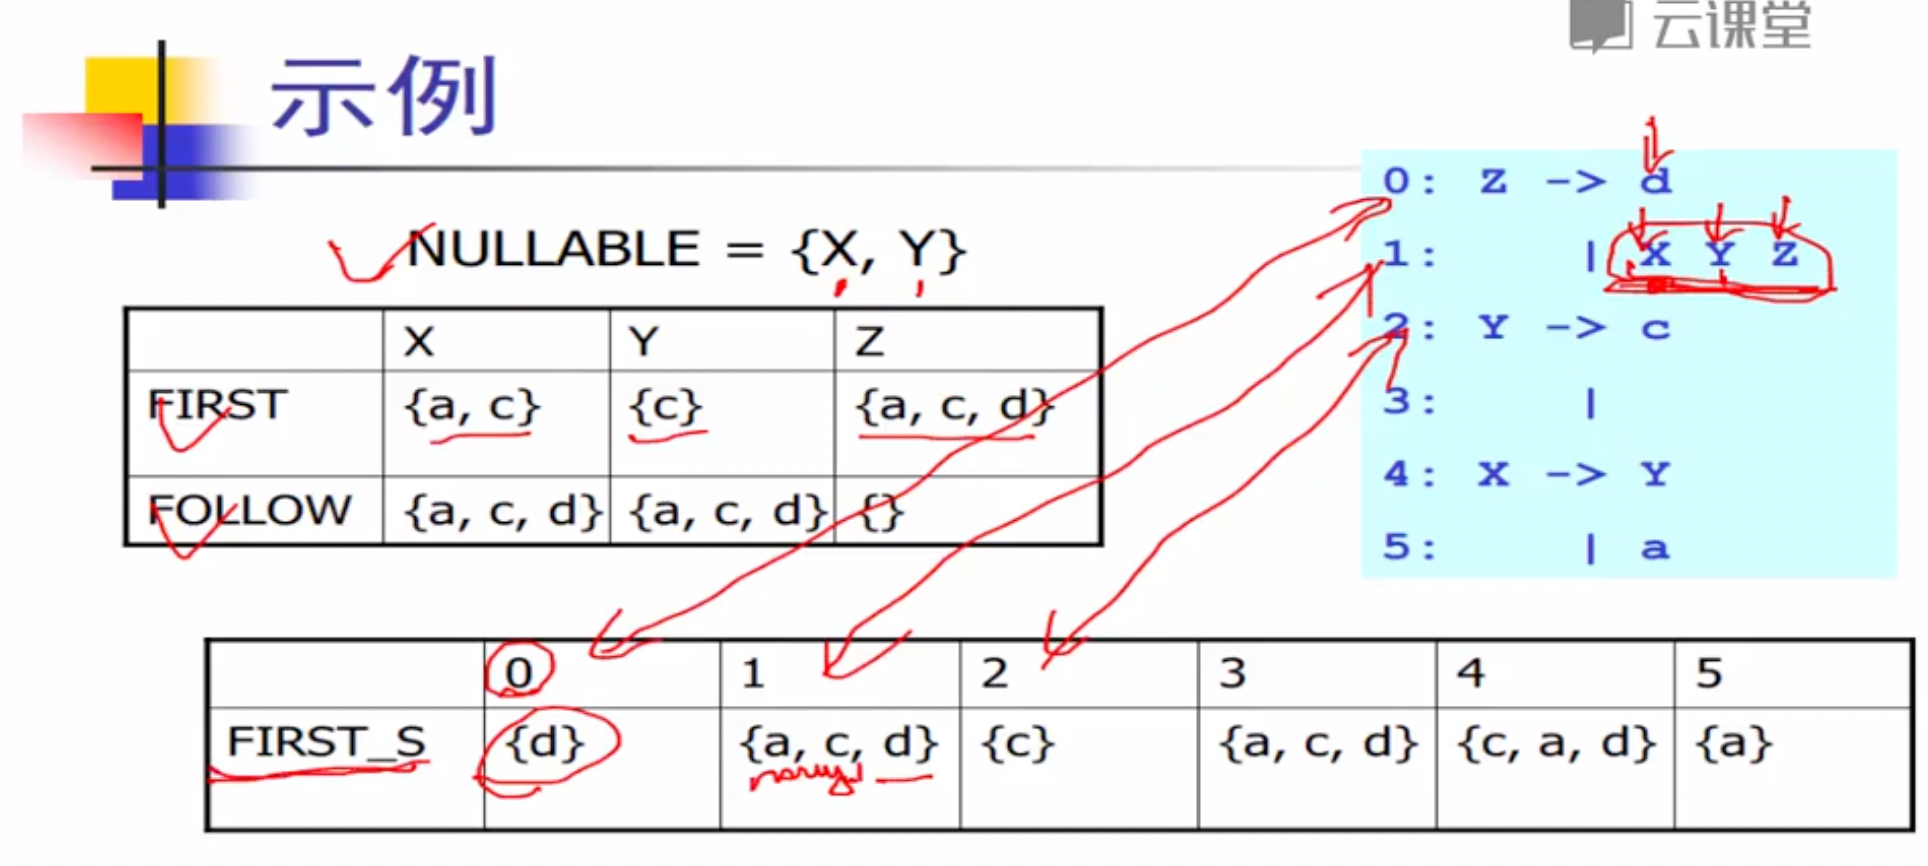 云课堂
示例
NULLABLE = {X, Y}
X Y Z
FIRST {a, c} {c} {a, c, d}
FOLLOW {a, c, d} {a, c, d} {}
0: Z -> d
1: | X Y Z
2: Y -> c
3: |
4: X -> Y
5: | a
0 1 2 3 4 5
FIRST_S {d} {a, c, d} {c} {a, c, d} {c, a, d} {a}